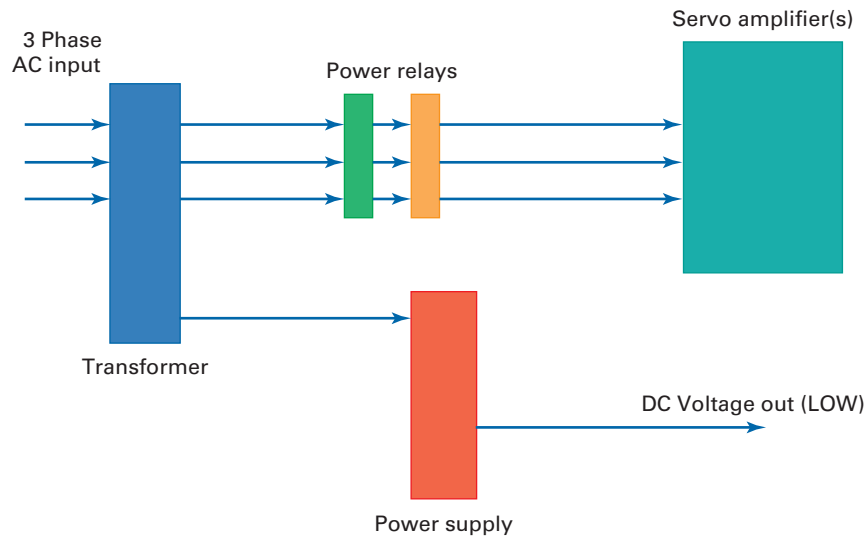 Servo amplifier(s)
3 Phase
AC input
Power relays
Transformer
DC Voltage out (LOW)
Power supply